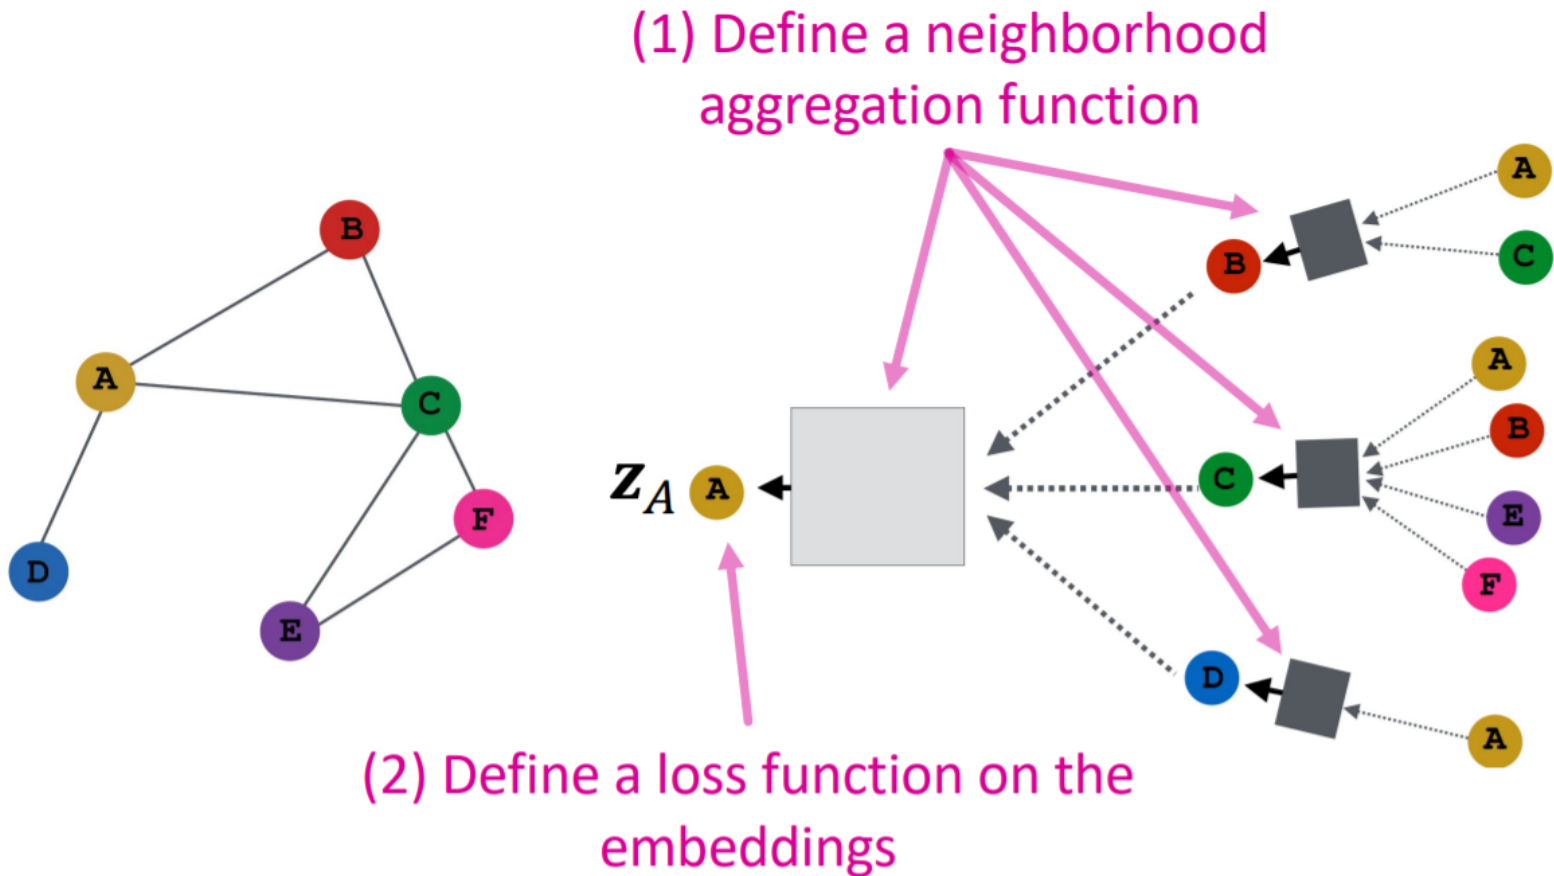 (1) Define a neighborhood
aggregation function
B
A
C
F
D
E
A
B
C
A
B
C
E
F
D
A
z_A A
(2) Define a loss function on the
embeddings